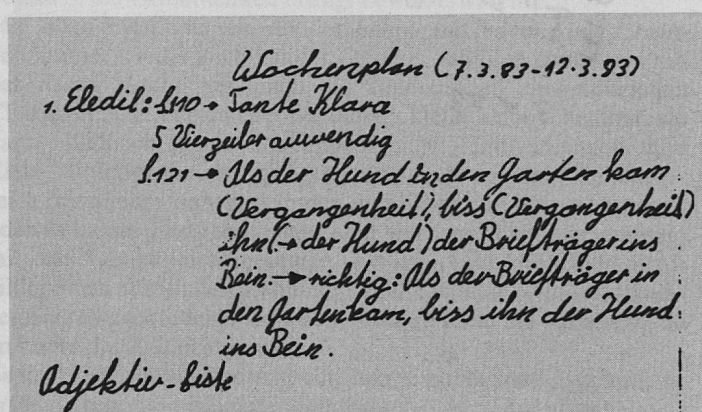 Wochenplan (7.3.83-12.3.93)
1. Eledil: S.110 → Tante Klara
5 Vierzeiler auswendig
S.121 → Als der Hund in den Garten kam
(Vergangenheit), biss (Vergangenheit)
ihn (→ der Hund) der Briefträger ins
Bein. → richtig: Als der Briefträger in
den Garten kam, biss ihn der Hund
ins Bein.
Adjektiv-Liste